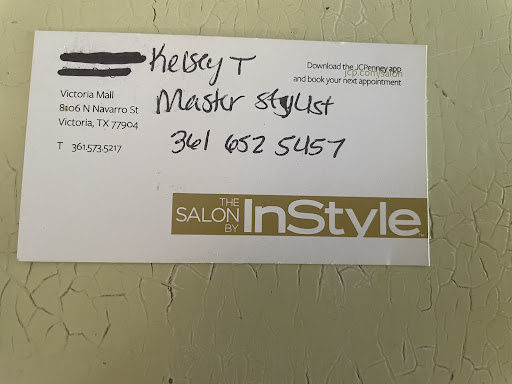 Kelsey T
Master Stylist
361 652 5457
Download the JCPenney app
jcp.com/salon
and book your next appointment
Victoria Mall
8106 N Navarro St
Victoria, TX 77904
T 361.573.5217
THE
SALON
BY
InStyle